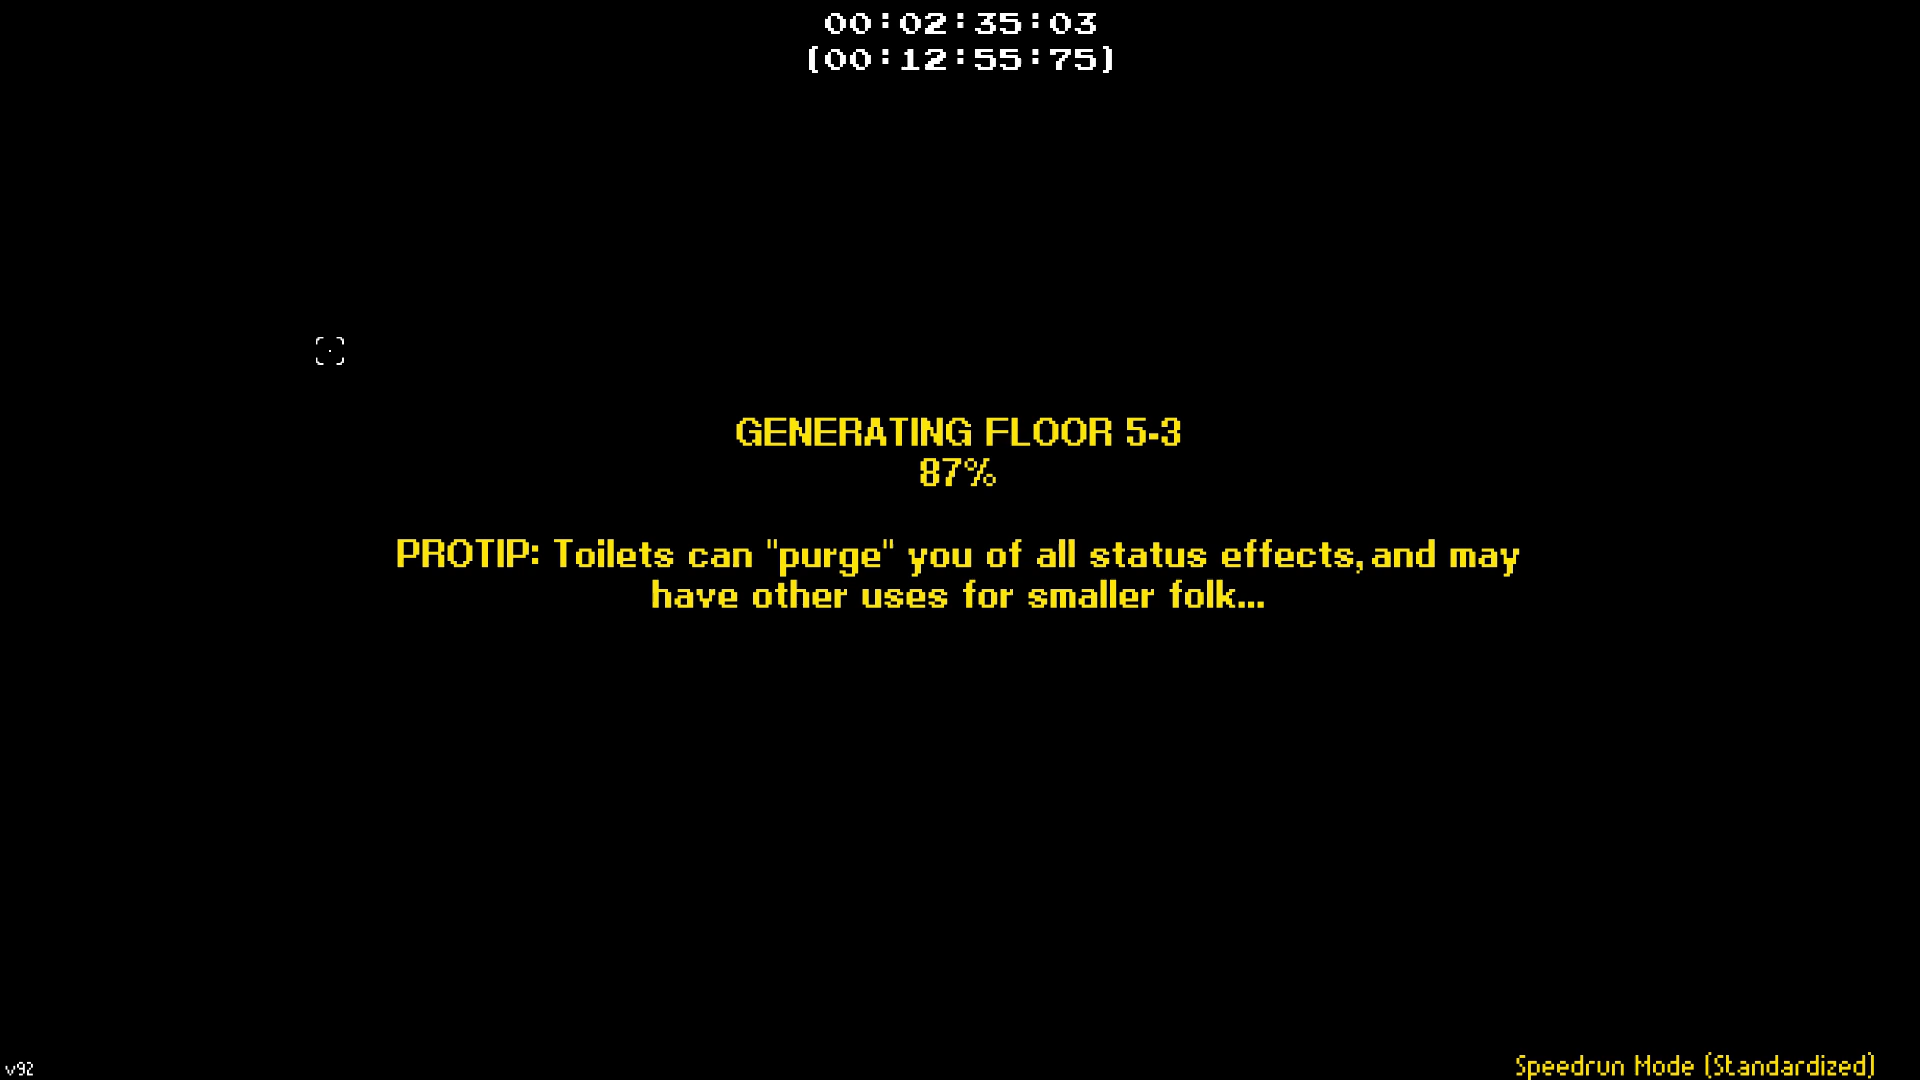 00:02:35:03
[00:12:55:75]
GENERATING FLOOR 5-3
87%
PROTIP: Toilets can "purge" you of all status effects, and may
have other uses for smaller folk...
v92
Speedrun Mode (Standardized)